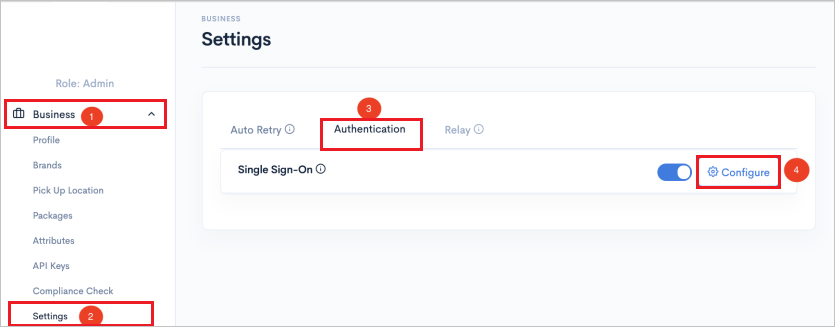 BUSINESS
Settings
Role: Admin
Business 1
Profile
Brands
Pick Up Location
Packages
Attributes
API Keys
Compliance Check
Settings 2
3
Auto Retry Authentication Relay
Single Sign-On Configure 4